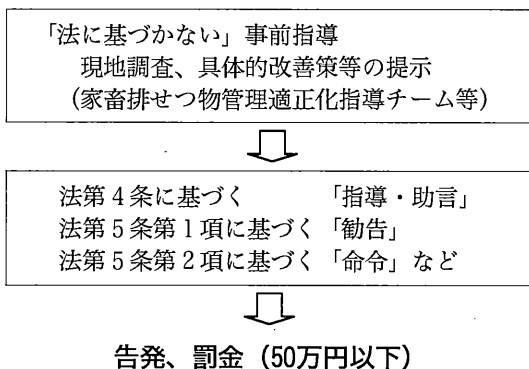 「法に基づかない」事前指導
現地調査、具体的改善策等の提示
（家畜排せつ物管理適正化指導チーム等）
法第４条に基づく　「指導・助言」
法第５条第１項に基づく「勧告」
法第５条第２項に基づく「命令」など
告発、罰金（50万円以下）